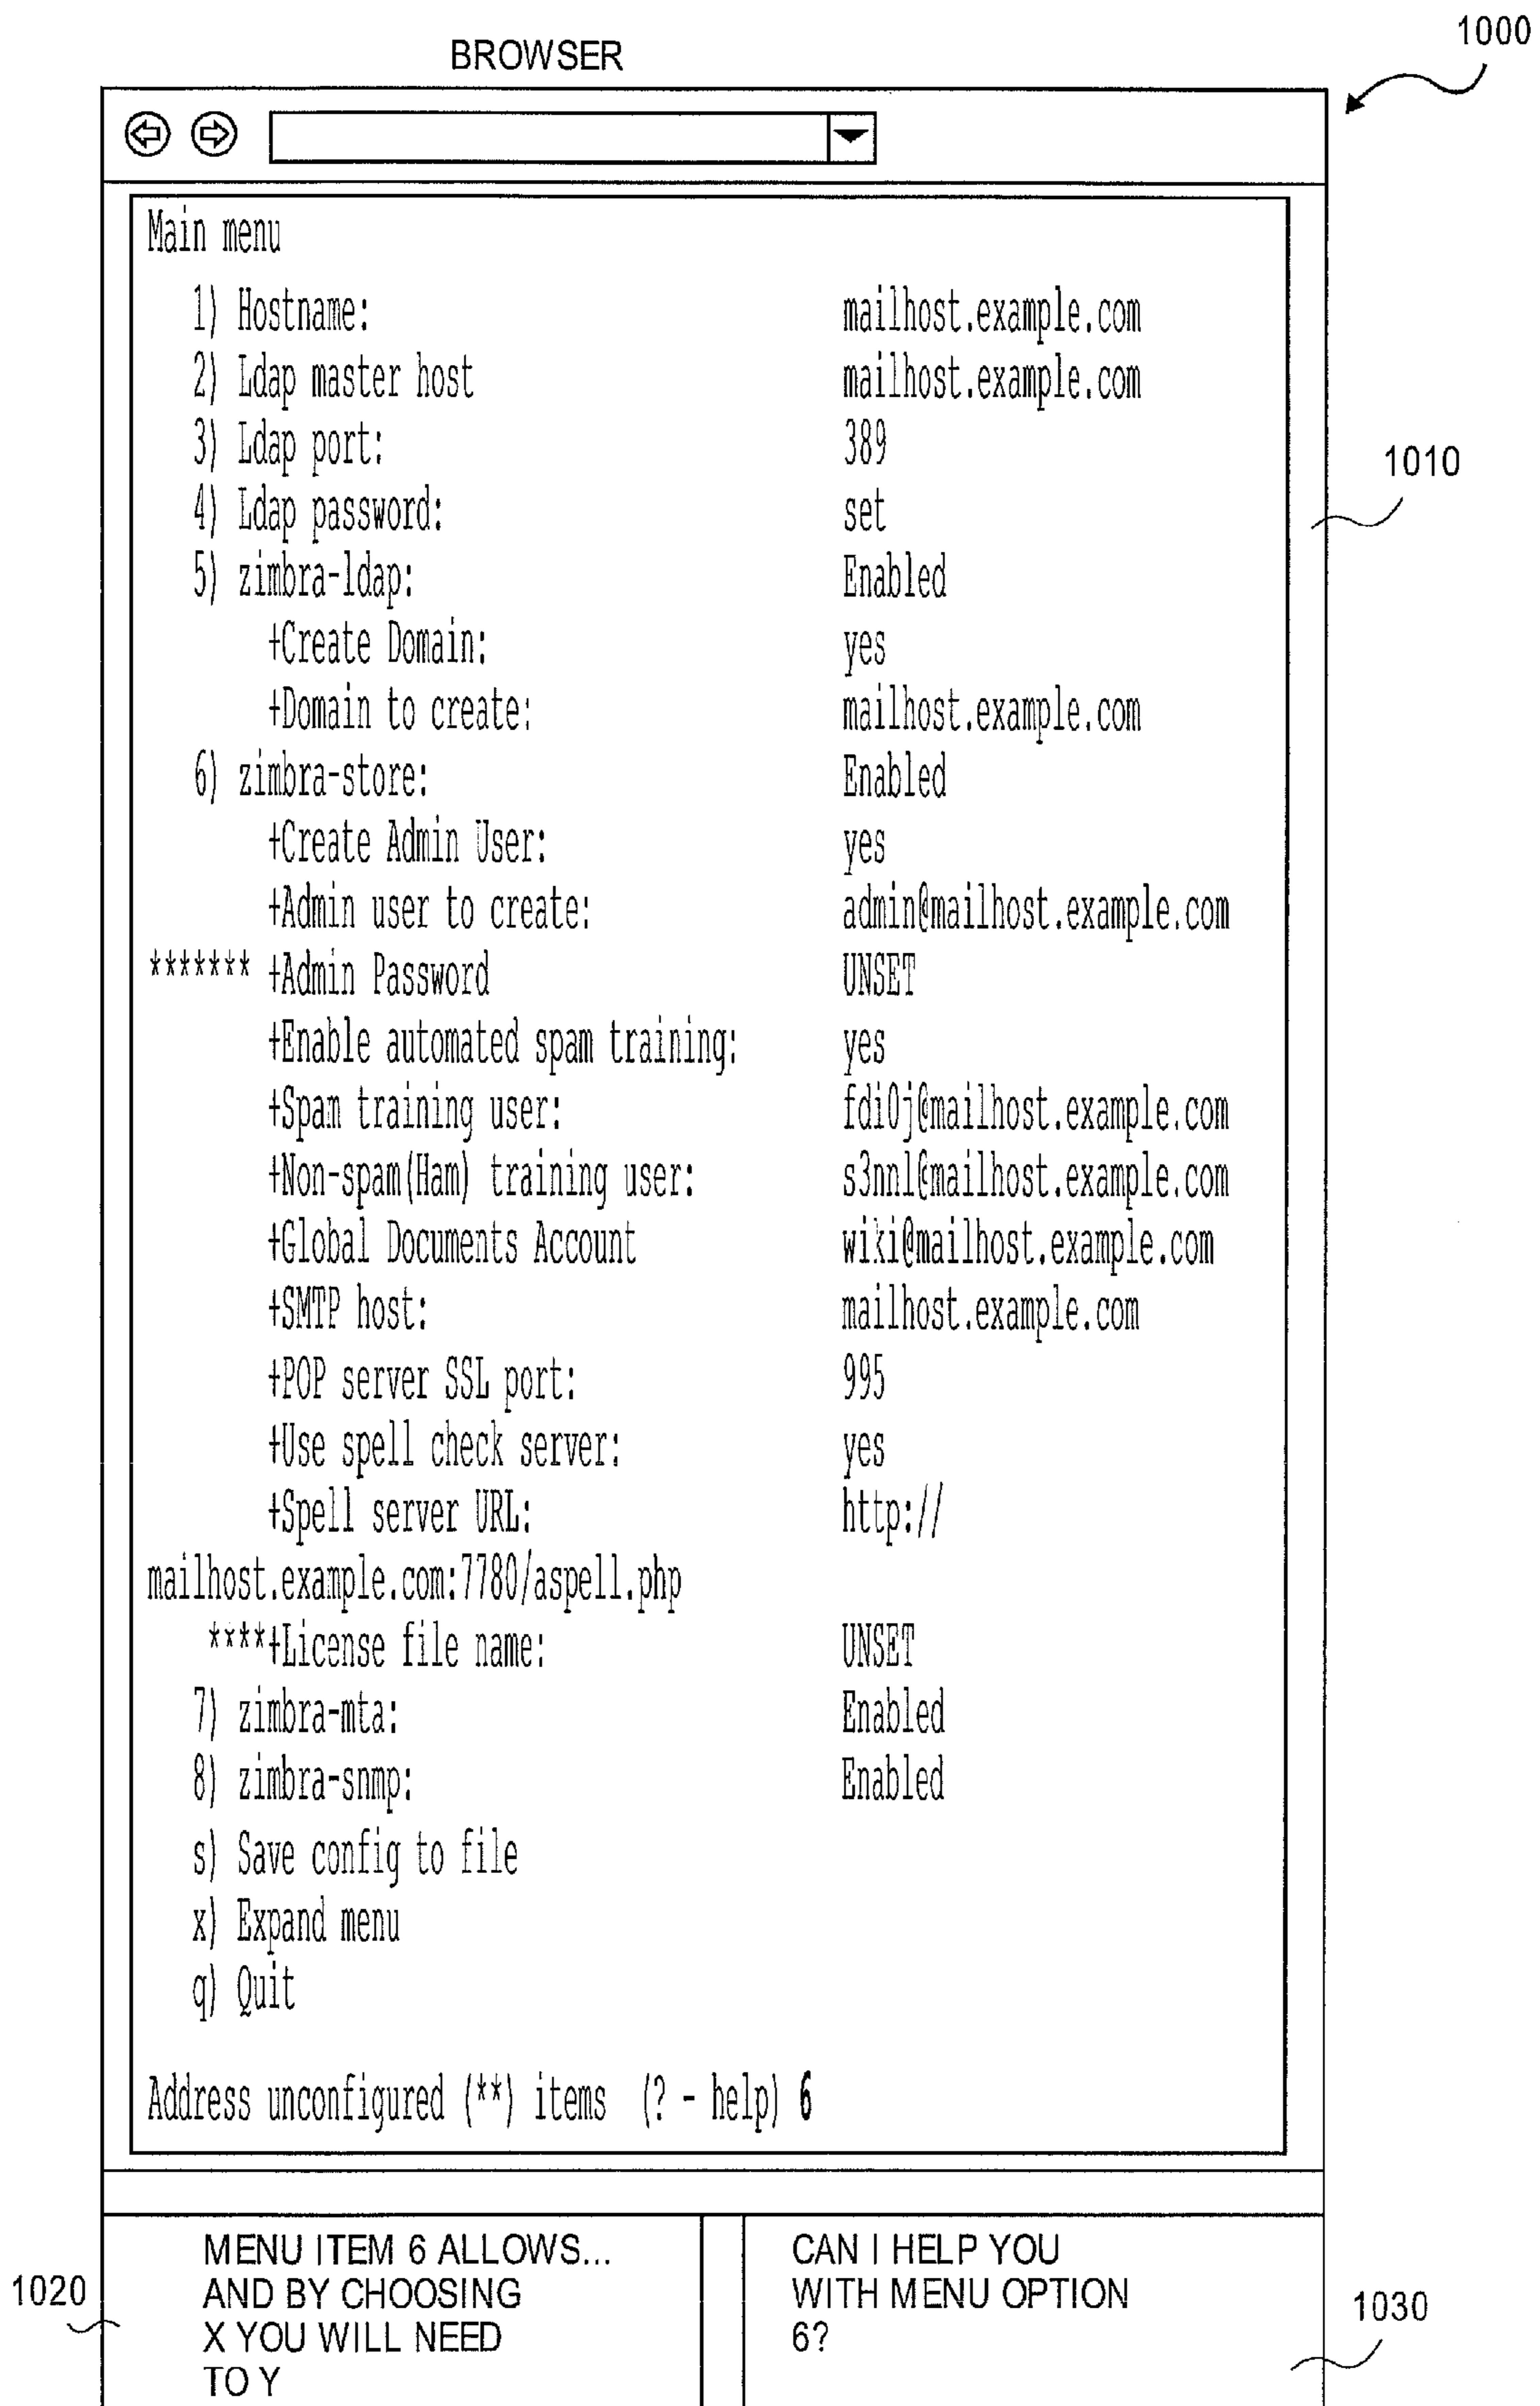 1000
BROWSER
Main menu
1) Hostname: mailhost.example.com
2) Ldap master host mailhost.example.com
3) Ldap port: 389
1010
4) Ldap password: set
5) zimbra-ldap: Enabled
+Create Domain: yes
+Domain to create: mailhost.example.com
6) zimbra-store: Enabled
+Create Admin User: yes
+Admin user to create: admin@mailhost.example.com
******* +Admin Password UNSET
+Enable automated spam training: yes
+Spam training user: fdi0j@mailhost.example.com
+Non-spam(Ham) training user: s3nnl@mailhost.example.com
+Global Documents Account wiki@mailhost.example.com
+SMTP host: mailhost.example.com
+POP server SSL port: 995
+Use spell check server: yes
+Spell server URL: http://
mailhost.example.com:7780/aspell.php
****+License file name: UNSET
7) zimbra-mta: Enabled
8) zimbra-snmp: Enabled
s) Save config to file
x) Expand menu
q) Quit
Address unconfigured (**) items (? - help) 6
MENU ITEM 6 ALLOWS...
AND BY CHOOSING
X YOU WILL NEED
TO Y
1020
CAN I HELP YOU
WITH MENU OPTION
6?
1030